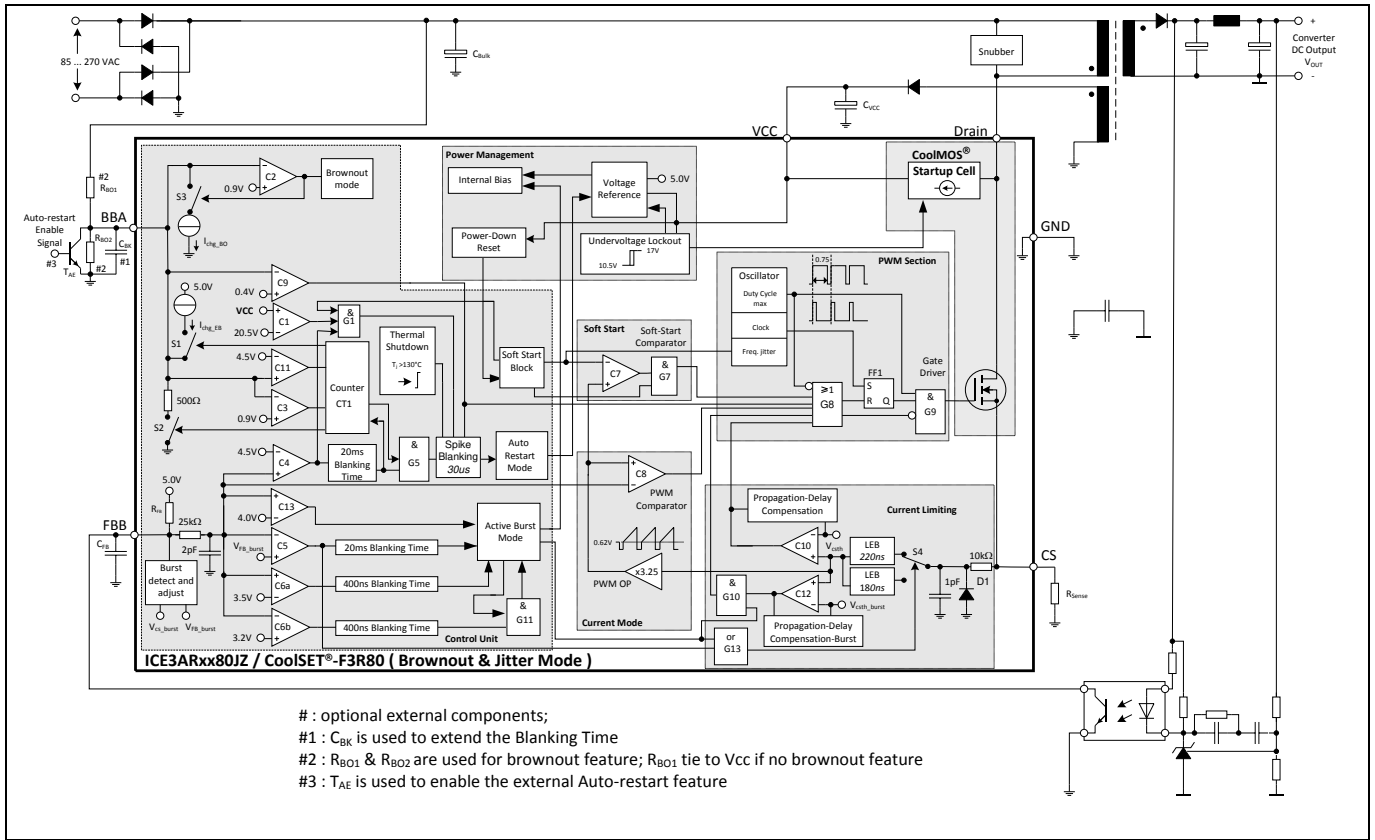 85 ... 270 VAC
C_Bulk
Snubber
+
Converter
DC Output
V_OUT
-
C_VCC
VCC
Drain
#2
R_BO1
Auto-restart
Enable
Signal
#3
T_AE
BBA
R_BO2
C_BK
#2
#1
S3
0.9V
C2
Brownout
mode
I_chg_BO
Power Management
Internal Bias
Voltage
Reference
5.0V
Power-Down
Reset
Undervoltage Lockout
17V
10.5V
CoolMOS®
Startup Cell
GND
5.0V
I_chg_EB
S1
500Ω
S2
0.4V
C9
VCC
C1
20.5V
&
G1
4.5V
C11
C3
0.9V
Counter
CT1
Thermal
Shutdown
Tj >130°C
4.5V
C4
20ms
Blanking
Time
&
G5
Spike
Blanking
30us
Auto
Restart
Mode
Soft Start
Soft-Start
Comparator
Soft Start
Block
C7
&
G7
PWM Section
0.75
Oscillator
Duty Cycle
max
Clock
Freq. jitter
≥1
G8
FF1
S
R
Q
Gate
Driver
&
G9
5.0V
R_FB
25kΩ
2pF
FBB
C_FB
Burst
detect and
adjust
V_cs_burst
V_FB_burst
C13
4.0V
V_FB_burst
C5
20ms Blanking Time
C6a
3.5V
400ns Blanking Time
C6b
3.2V
400ns Blanking Time
Active Burst
Mode
&
G11
Control Unit
C8
PWM
Comparator
0.62V
PWM OP
x3.25
Current Mode
Propagation-Delay
Compensation
Current Limiting
C10
V_csth
LEB
220ns
LEB
180ns
S4
10kΩ
1pF
D1
CS
R_Sense
&
G10
C12
V_csth_burst
Propagation-Delay
Compensation-Burst
or
G13
ICE3ARxx80JZ / CoolSET®-F3R80 ( Brownout & Jitter Mode )
# : optional external components;
#1 : C_BK is used to extend the Blanking Time
#2 : R_BO1 & R_BO2 are used for brownout feature; R_BO1 tie to Vcc if no brownout feature
#3 : T_AE is used to enable the external Auto-restart feature